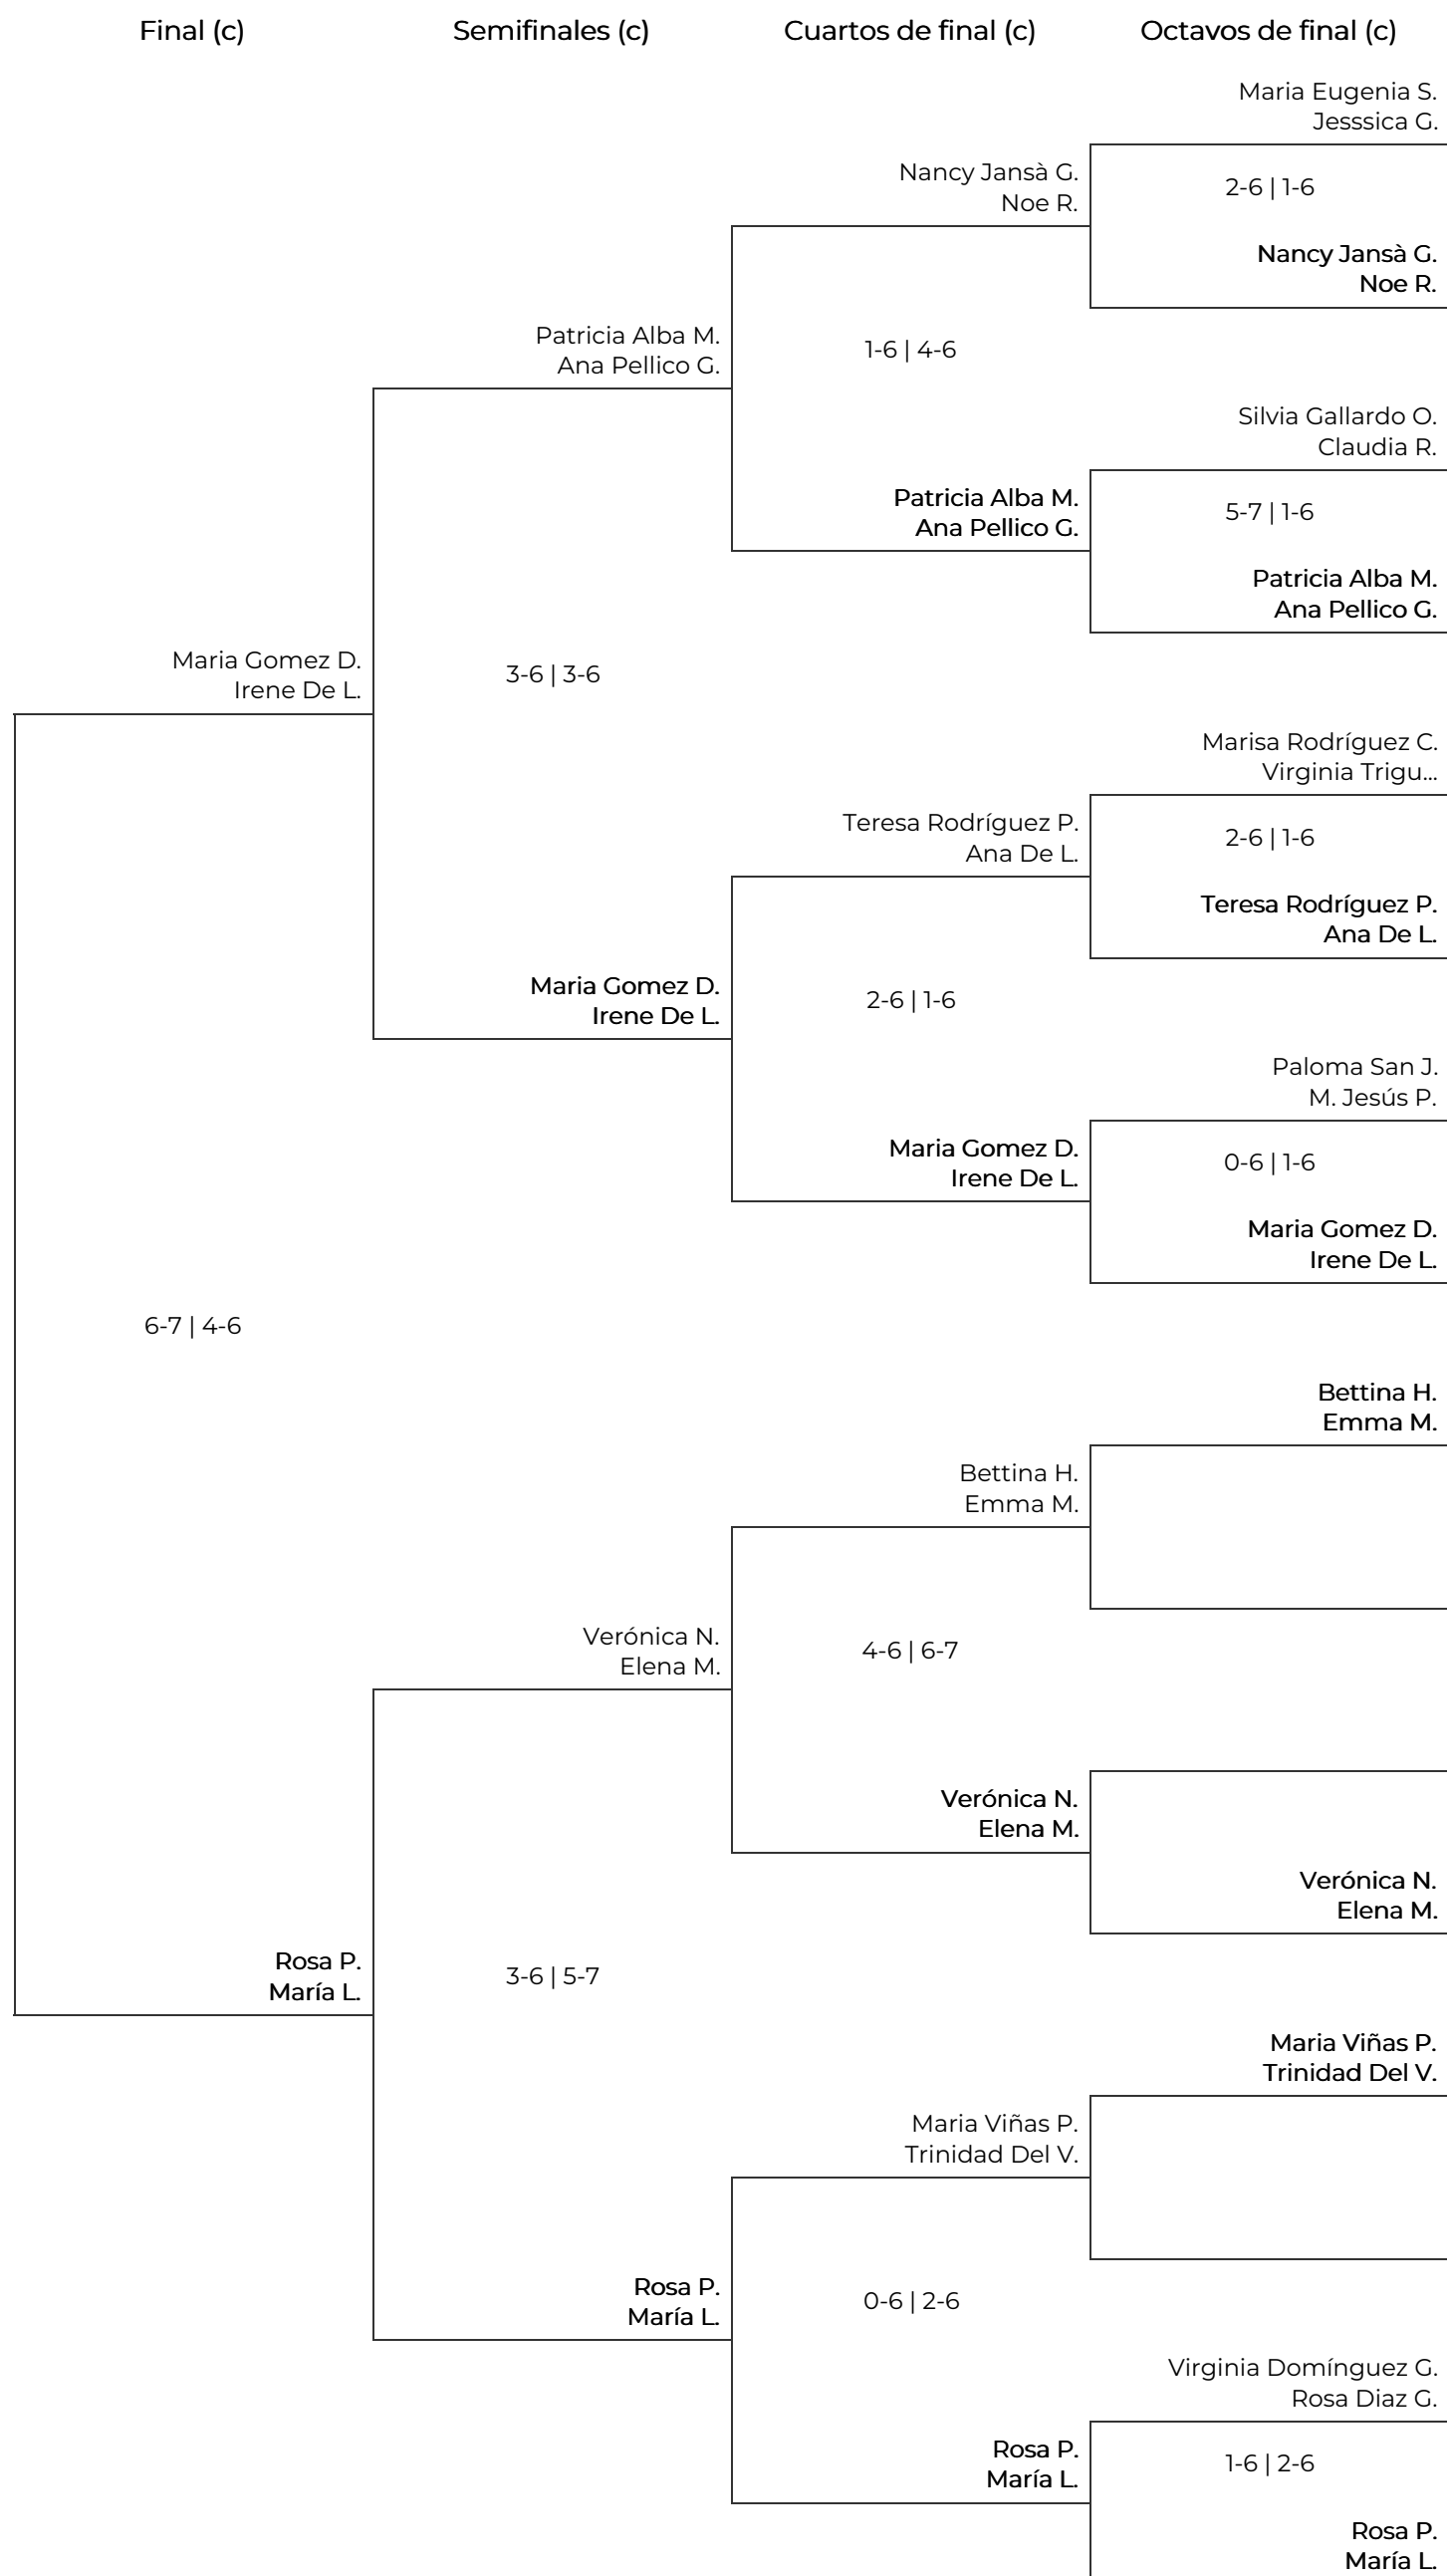 Final (c)
Semifinales (c)
Cuartos de final (c)
Octavos de final (c)
Maria Eugenia S.
Jesssica G.
Nancy Jansà G.
Noe R.
2-6 | 1-6
Nancy Jansà G.
Noe R.
Patricia Alba M.
Ana Pellico G.
1-6 | 4-6
Silvia Gallardo O.
Claudia R.
Patricia Alba M.
Ana Pellico G.
5-7 | 1-6
Patricia Alba M.
Ana Pellico G.
Maria Gomez D.
Irene De L.
3-6 | 3-6
Marisa Rodríguez C.
Virginia Trigu...
Teresa Rodríguez P.
Ana De L.
2-6 | 1-6
Teresa Rodríguez P.
Ana De L.
Maria Gomez D.
Irene De L.
2-6 | 1-6
Paloma San J.
M. Jesús P.
Maria Gomez D.
Irene De L.
0-6 | 1-6
Maria Gomez D.
Irene De L.
6-7 | 4-6
Bettina H.
Emma M.
Bettina H.
Emma M.
Verónica N.
Elena M.
4-6 | 6-7
Verónica N.
Elena M.
Verónica N.
Elena M.
Rosa P.
María L.
3-6 | 5-7
Maria Viñas P.
Trinidad Del V.
Maria Viñas P.
Trinidad Del V.
Rosa P.
María L.
0-6 | 2-6
Virginia Domínguez G.
Rosa Diaz G.
Rosa P.
María L.
1-6 | 2-6
Rosa P.
María L.